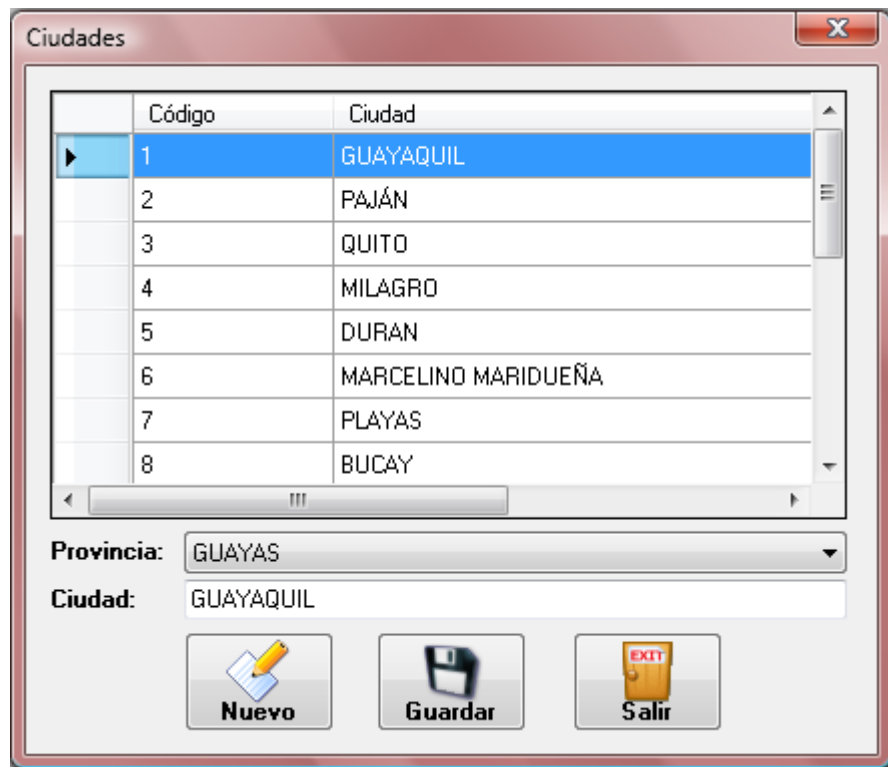 Ciudades
Código Ciudad
1 GUAYAQUIL
2 PAJÁN
3 QUITO
4 MILAGRO
5 DURAN
6 MARCELINO MARIDUEÑA
7 PLAYAS
8 BUCAY
Provincia: GUAYAS
Ciudad: GUAYAQUIL
EXIT
Nuevo Guardar Salir